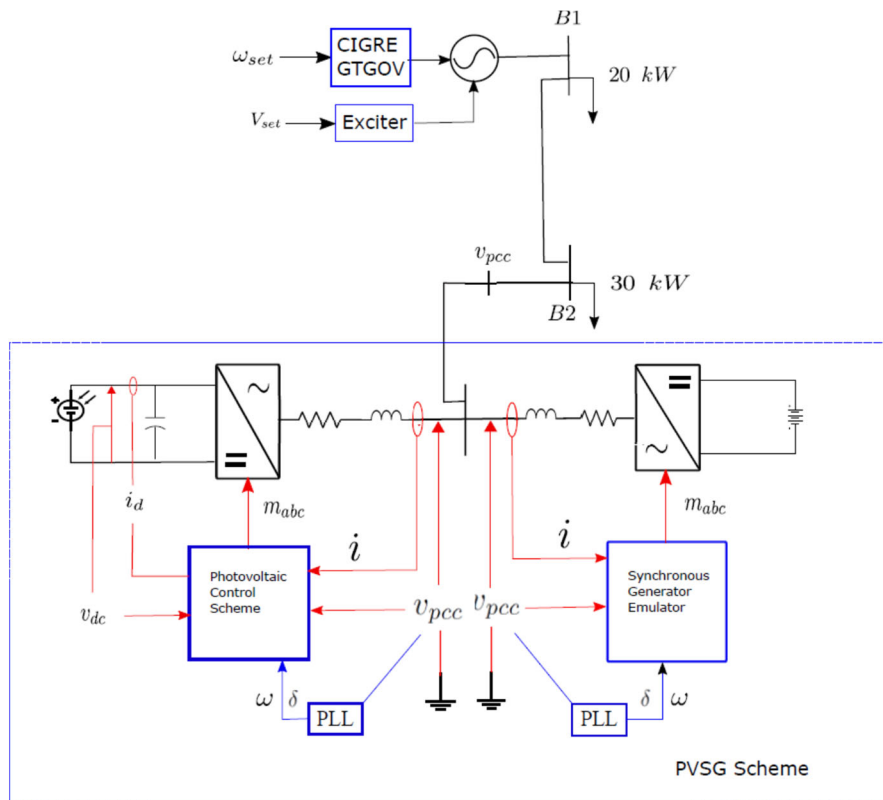 B1
ω_set
CIGRE
GTGOV
20 kW
V_set
Exciter
v_pcc
30 kW
B2
+
-
~
=
=
~
i_d
m_abc
m_abc
i
i
Photovoltaic
Control
Scheme
Synchronous
Generator
Emulator
v_dc
v_pcc
v_pcc
ω δ
PLL
PLL
δ ω
PVSG Scheme